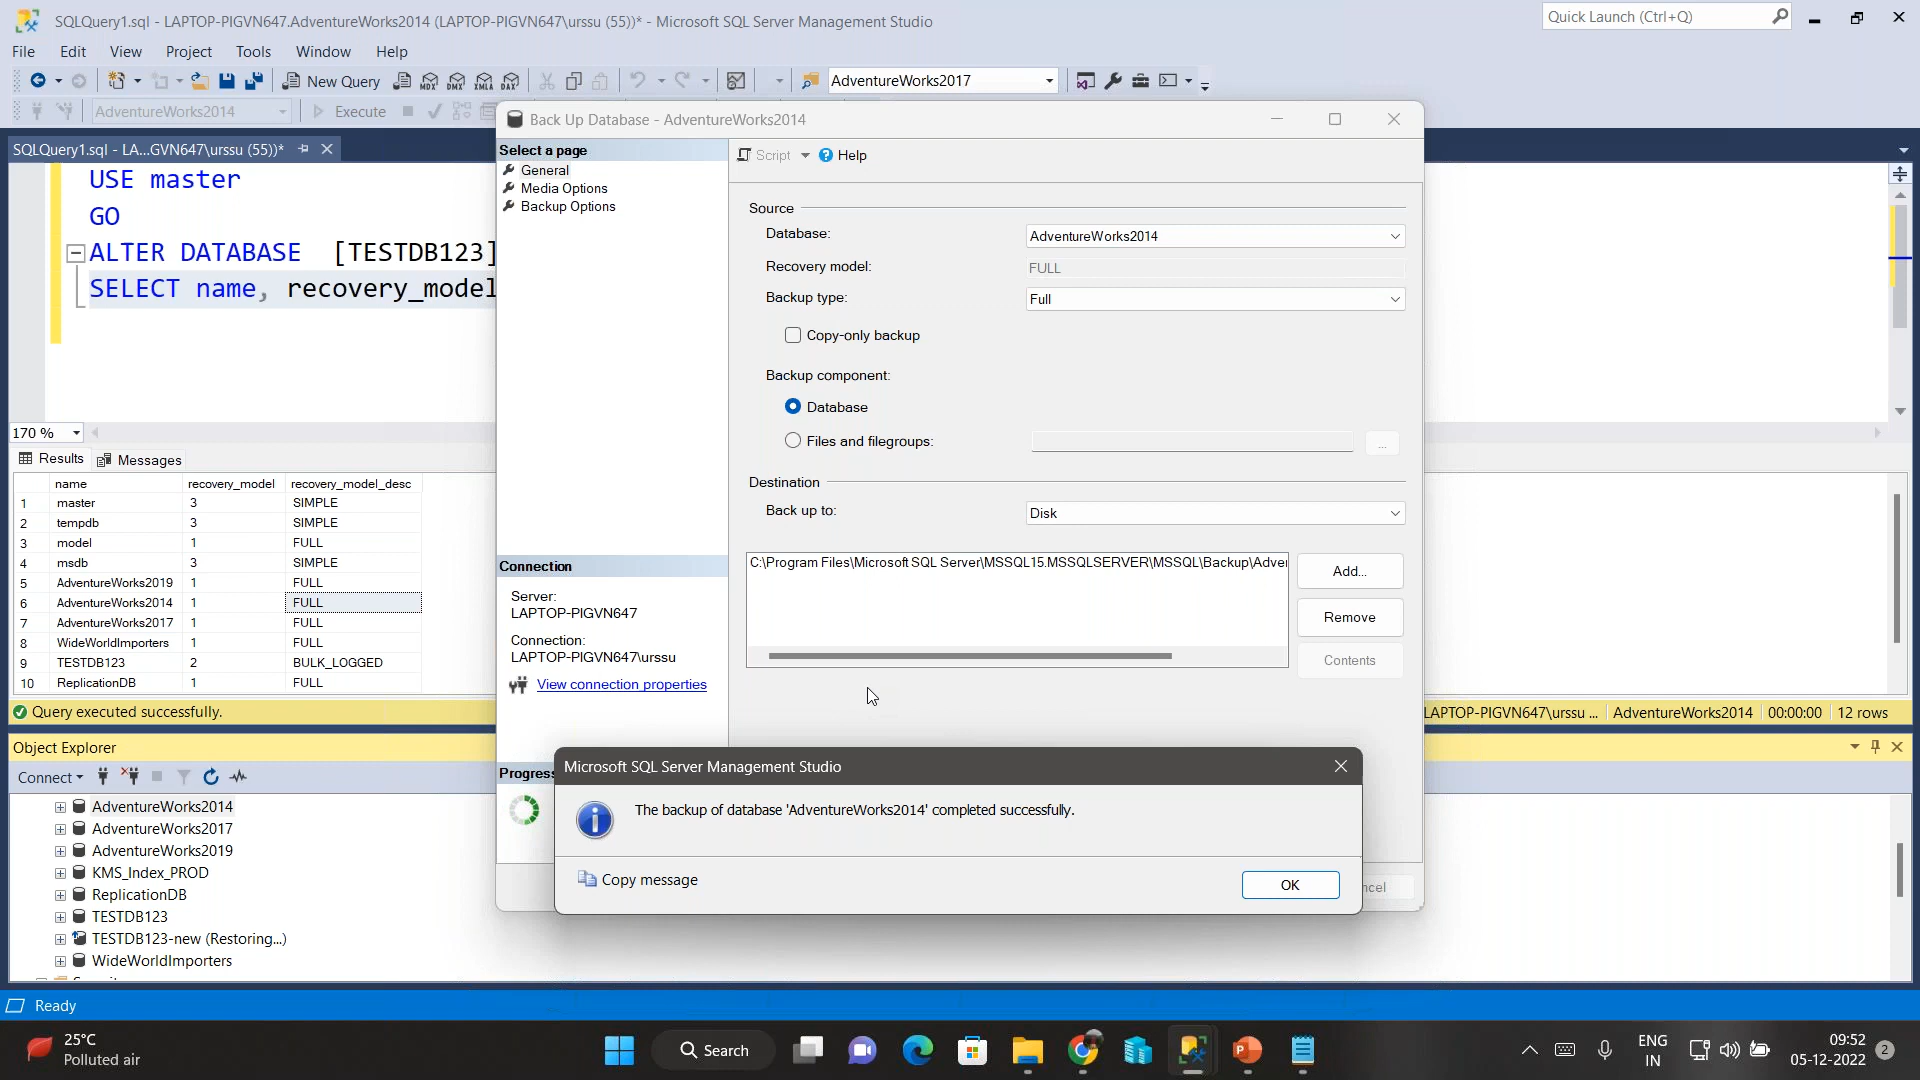 SQLQuery1.sql - LAPTOP-PIGVN647.AdventureWorks2014 (LAPTOP-PIGVN647\urssu (55))* - Microsoft SQL Server Management Studio
Quick Launch (Ctrl+Q)
File Edit View Project Tools Window Help
New Query
MDX DMX XMLA DAX
AdventureWorks2017
AdventureWorks2014
Execute
SQLQuery1.sql - LA...GVN647\urssu (55))*
USE master
GO
ALTER DATABASE [TESTDB123]
SELECT name, recovery_model
170 %
Results Messages
name recovery_model recovery_model_desc
1 master 3 SIMPLE
2 tempdb 3 SIMPLE
3 model 1 FULL
4 msdb 3 SIMPLE
5 AdventureWorks2019 1 FULL
6 AdventureWorks2014 1 FULL
7 AdventureWorks2017 1 FULL
8 WideWorldImporters 1 FULL
9 TESTDB123 2 BULK_LOGGED
10 ReplicationDB 1 FULL
Query executed successfully.
LAPTOP-PIGVN647\urssu ... AdventureWorks2014 00:00:00 12 rows
Object Explorer
Connect
AdventureWorks2014
AdventureWorks2017
AdventureWorks2019
KMS_Index_PROD
ReplicationDB
TESTDB123
TESTDB123-new (Restoring...)
WideWorldImporters
Back Up Database - AdventureWorks2014
Select a page
General
Media Options
Backup Options
Connection
Server:
LAPTOP-PIGVN647
Connection:
LAPTOP-PIGVN647\urssu
View connection properties
Progress
Script Help
Source
Database: AdventureWorks2014
Recovery model: FULL
Backup type: Full
Copy-only backup
Backup component:
Database
Files and filegroups:
...
Destination
Back up to: Disk
C:\Program Files\Microsoft SQL Server\MSSQL15.MSSQLSERVER\MSSQL\Backup\Adver
Add...
Remove
Contents
Microsoft SQL Server Management Studio
The backup of database 'AdventureWorks2014' completed successfully.
Copy message
OK
ncel
Ready
25°C
Polluted air
Search
ENG
IN
09:52
05-12-2022
2